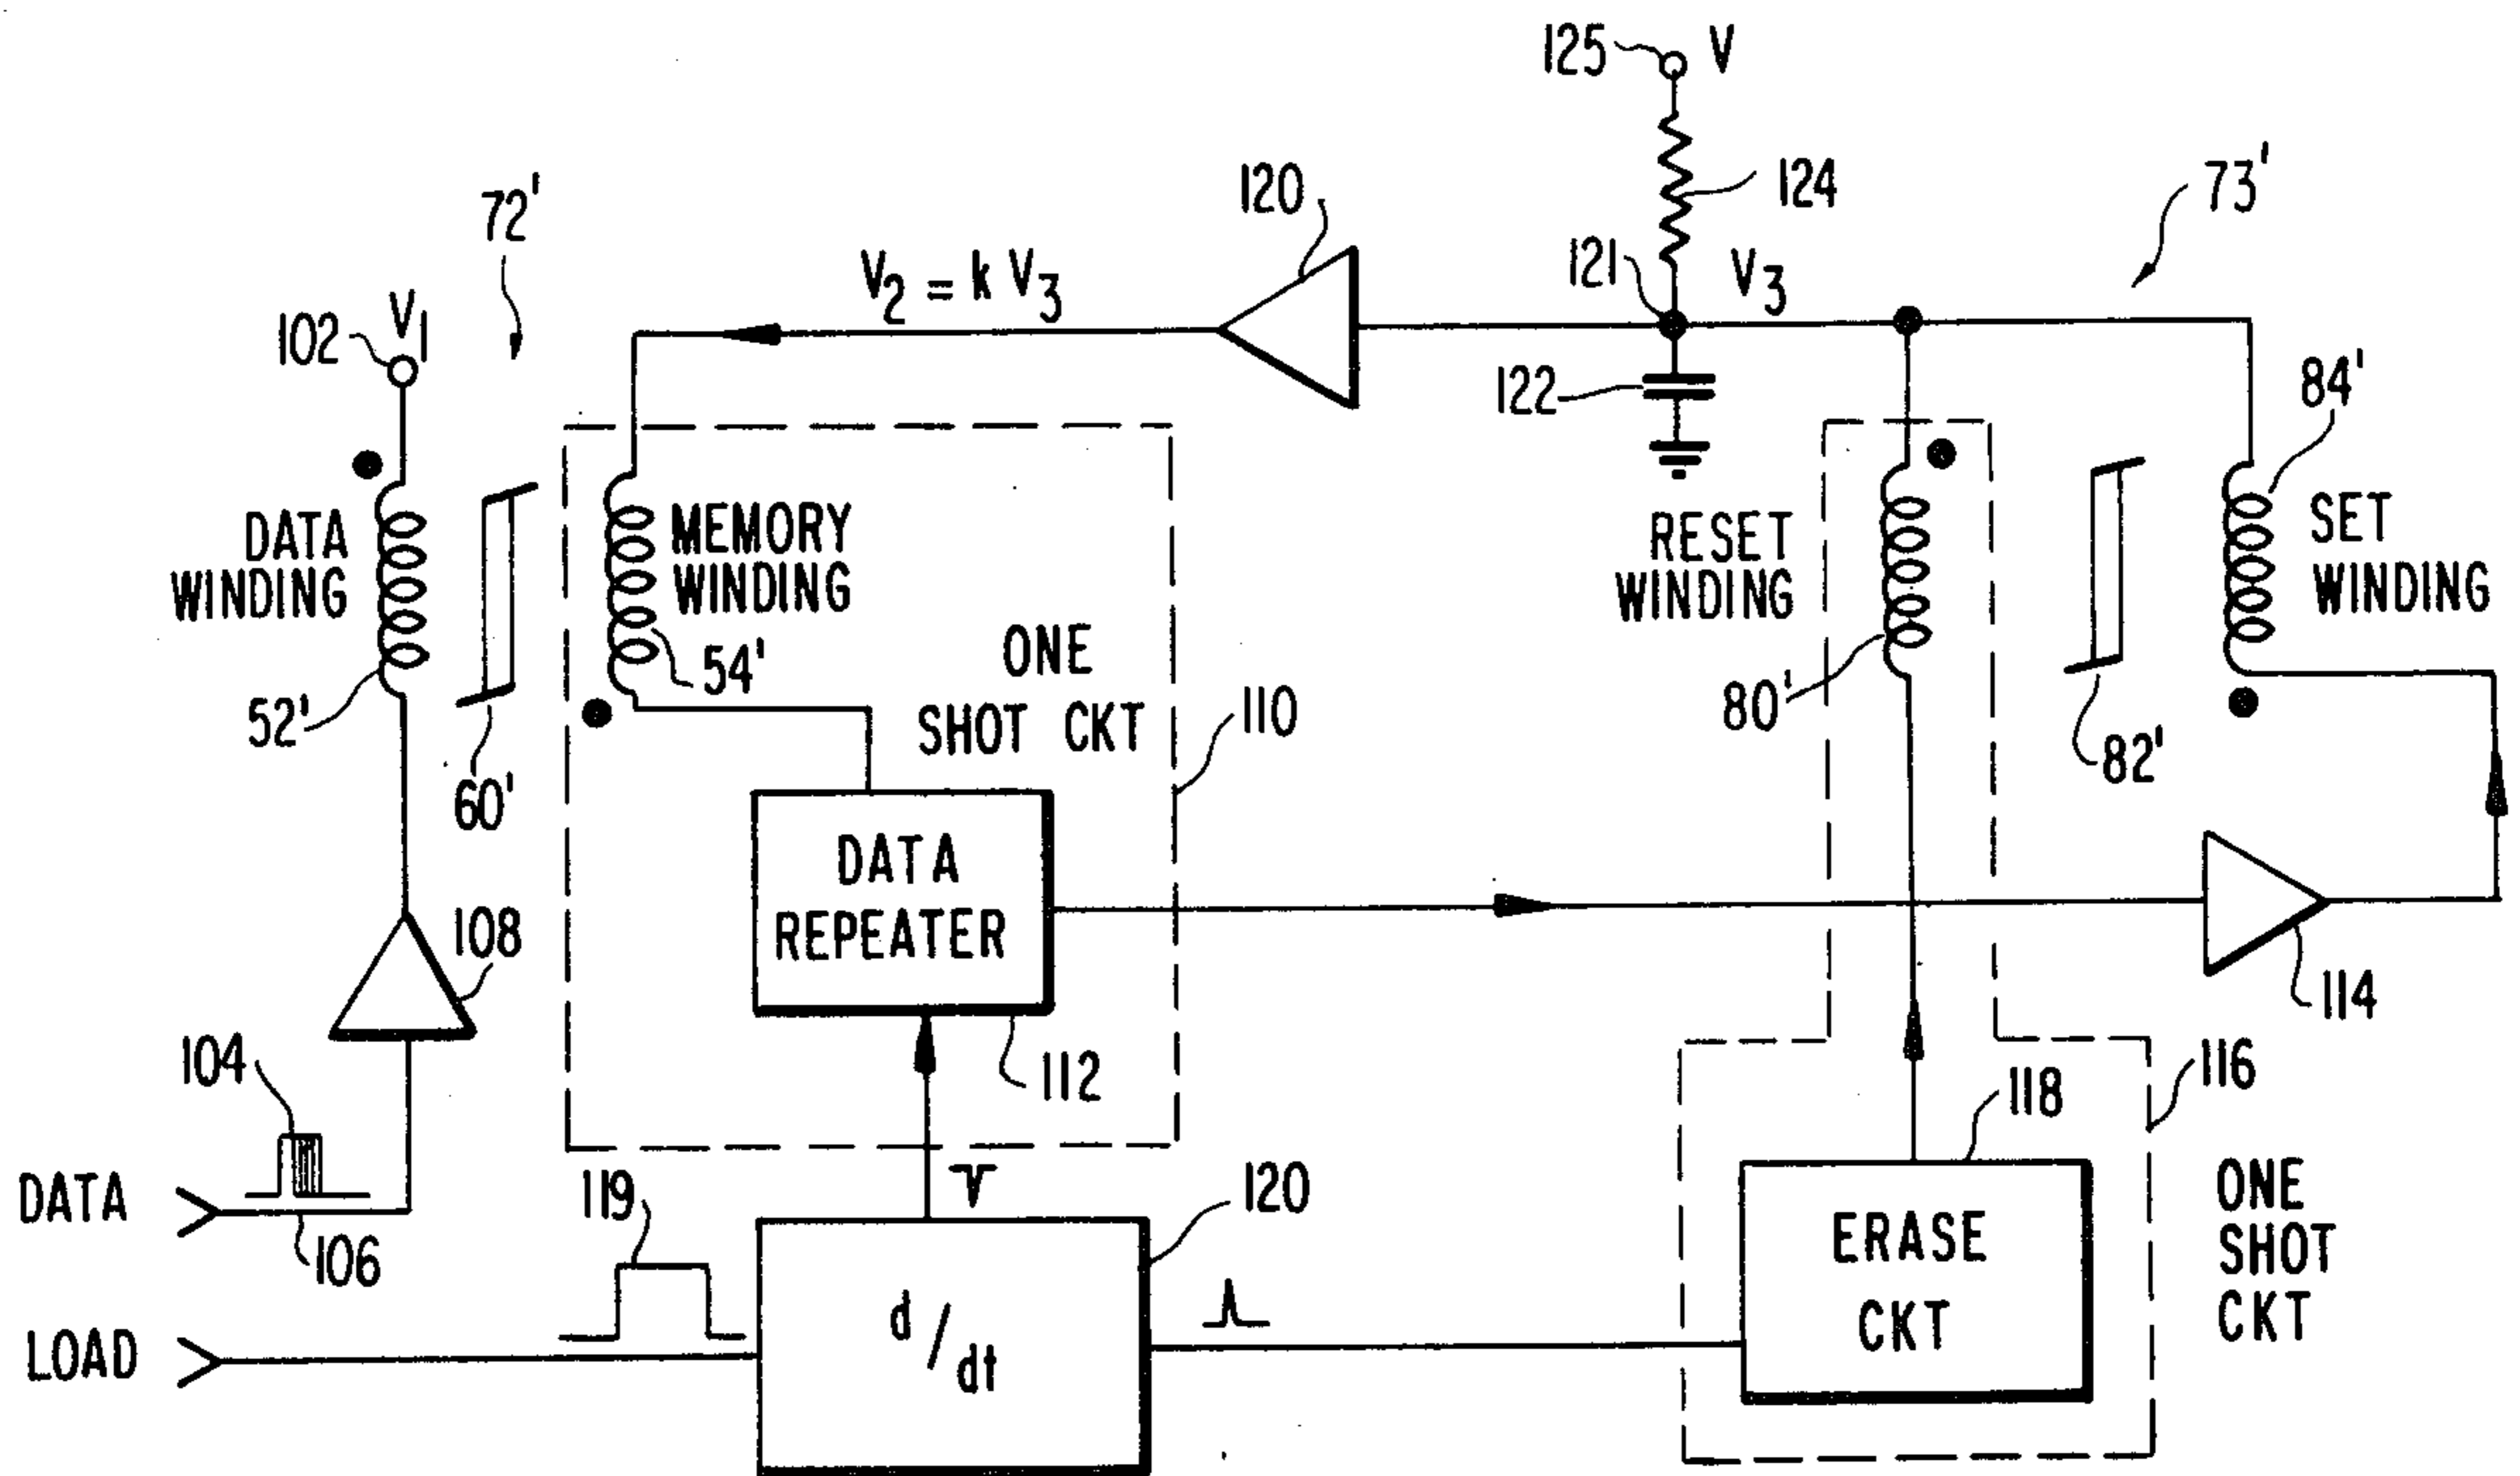 125 V
124
73'
120
121 V3
V2 = k V3
72'
102 V1
122
84'
DATA
WINDING
52'
60'
MEMORY
WINDING
54'
ONE
SHOT CKT
110
RESET
WINDING
80'
82'
SET
WINDING
DATA
REPEATER
112
108
104
DATA
106
114
116
118
119
120
LOAD
d/dt
ERASE
CKT
ONE
SHOT
CKT